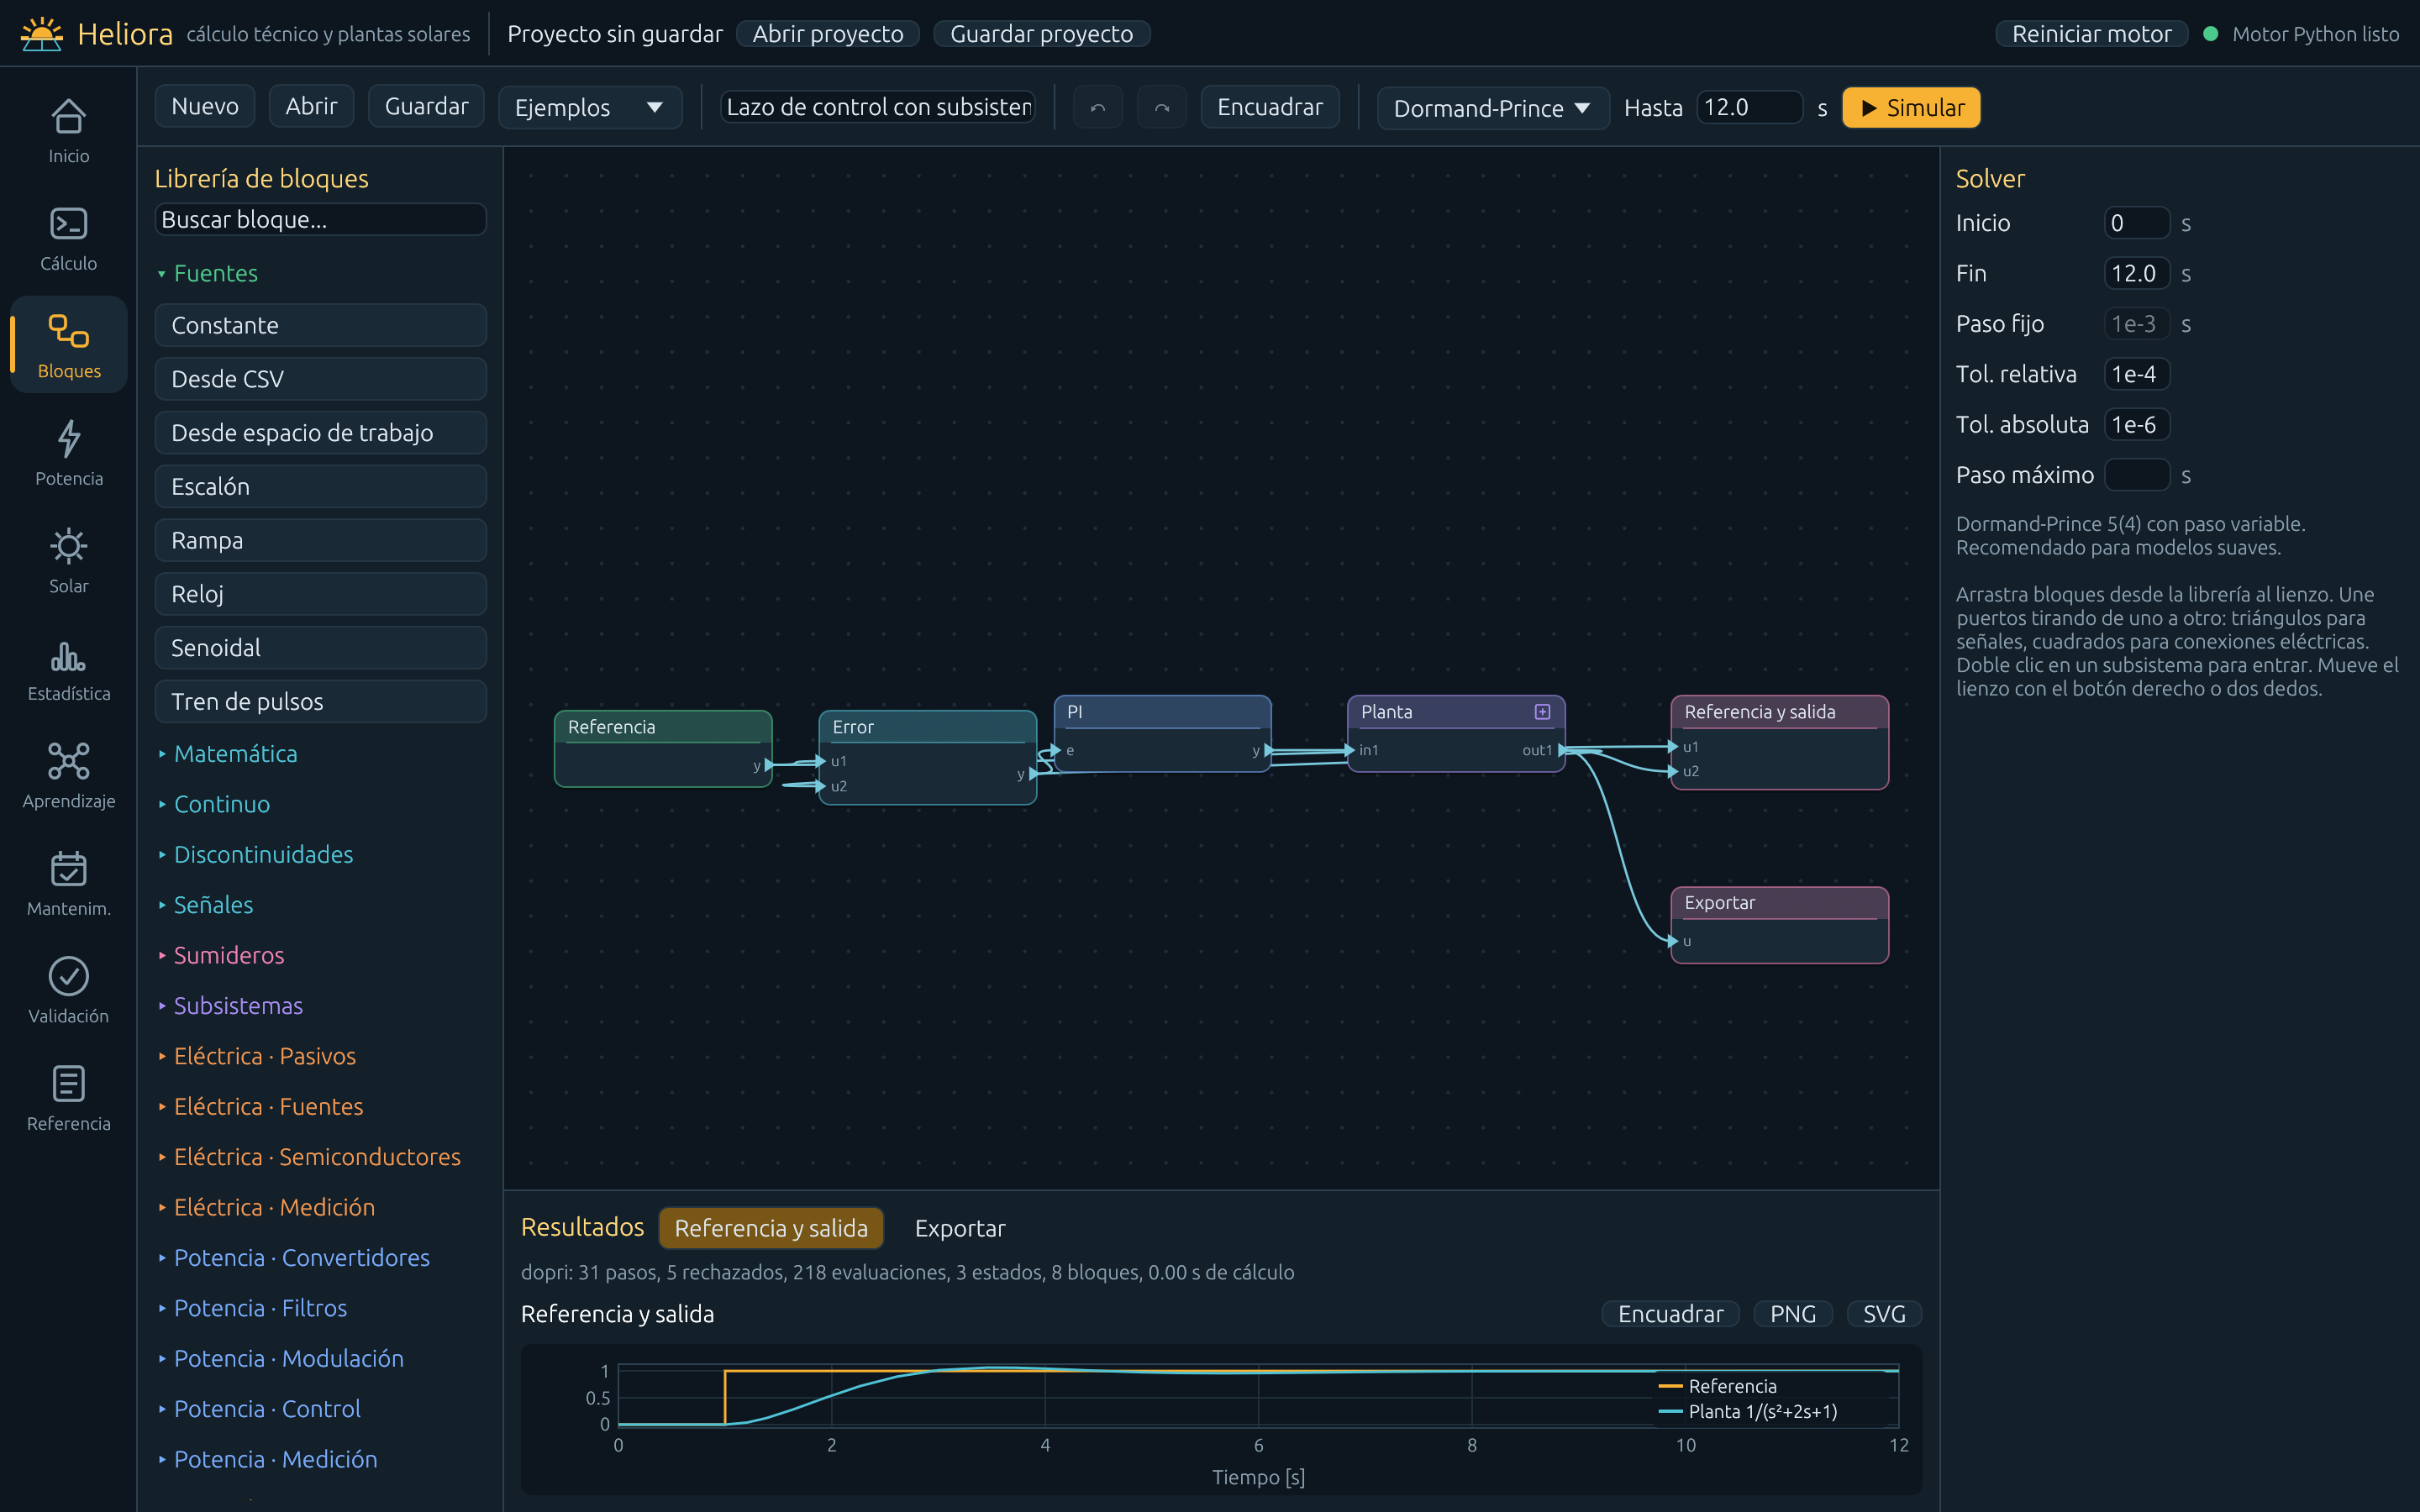 Heliora cálculo técnico y plantas solares Proyecto sin guardar Abrir proyecto Guardar proyecto Reiniciar motor Motor Python listo
Nuevo Abrir Guardar Ejemplos Lazo de control con subsisten Encuadrar Dormand-Prince Hasta 12.0 s Simular
Inicio
Cálculo
Bloques
Potencia
Solar
Estadística
Aprendizaje
Mantenim.
Validación
Referencia
Librería de bloques
Buscar bloque...
Fuentes
Constante
Desde CSV
Desde espacio de trabajo
Escalón
Rampa
Reloj
Senoidal
Tren de pulsos
Matemática
Continuo
Discontinuidades
Señales
Sumideros
Subsistemas
Eléctrica · Pasivos
Eléctrica · Fuentes
Eléctrica · Semiconductores
Eléctrica · Medición
Potencia · Convertidores
Potencia · Filtros
Potencia · Modulación
Potencia · Control
Potencia · Medición
Referencia
y
Error
u1
u2
y
PI
e y
Planta
in1 out1
Referencia y salida
u1
u2
Exportar
u
Resultados Referencia y salida Exportar
dopri: 31 pasos, 5 rechazados, 218 evaluaciones, 3 estados, 8 bloques, 0.00 s de cálculo
Referencia y salida Encuadrar PNG SVG
1
0.5
0
Referencia
Planta 1/(s²+2s+1)
0 2 4 6 8 10 12
Tiempo [s]
Solver
Inicio 0 s
Fin 12.0 s
Paso fijo 1e-3 s
Tol. relativa 1e-4
Tol. absoluta 1e-6
Paso máximo s
Dormand-Prince 5(4) con paso variable.
Recomendado para modelos suaves.
Arrastra bloques desde la librería al lienzo. Une
puertos tirando de uno a otro: triángulos para
señales, cuadrados para conexiones eléctricas.
Doble clic en un subsistema para entrar. Mueve el
lienzo con el botón derecho o dos dedos.